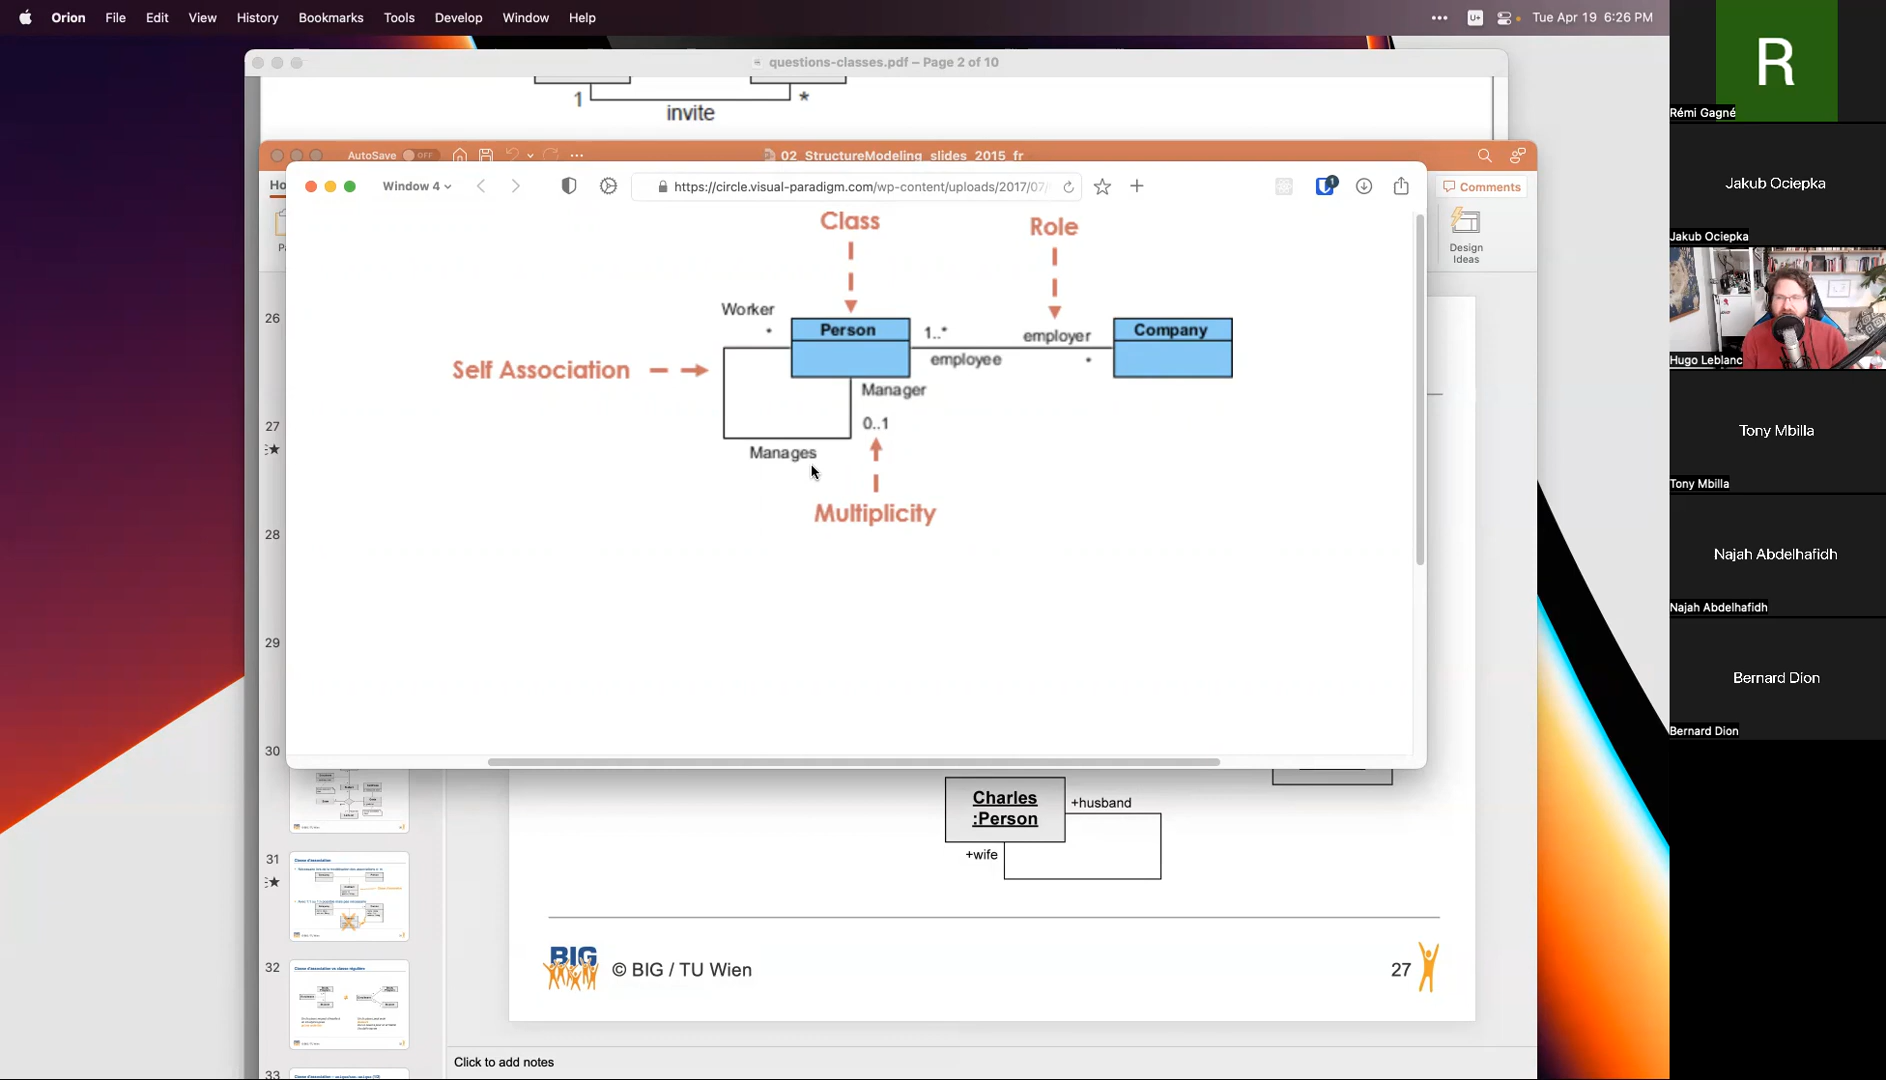 Orion File Edit View History Bookmarks Tools Develop Window Help
U+ Tue Apr 19 6:26 PM
questions-classes.pdf – Page 2 of 10
1 invite *
AutoSave OFF
02_StructureModeling_slides_2015_fr
Ho
Comments
Window 4
https://circle.visual-paradigm.com/wp-content/uploads/2017/07/
1
Pa
Design
Ideas
Class
Role
Worker
*
Person
1..*
employer
Company
employee
*
Self Association
Manager
0..1
Manages
Multiplicity
26
27
28
29
30
31
32
33
Charles
:Person
+husband
+wife
BIG
© BIG / TU Wien
27
Click to add notes
R
Rémi Gagné
Jakub Ociepka
Jakub Ociepka
Hugo Leblanc
Tony Mbilla
Tony Mbilla
Najah Abdelhafidh
Najah Abdelhafidh
Bernard Dion
Bernard Dion